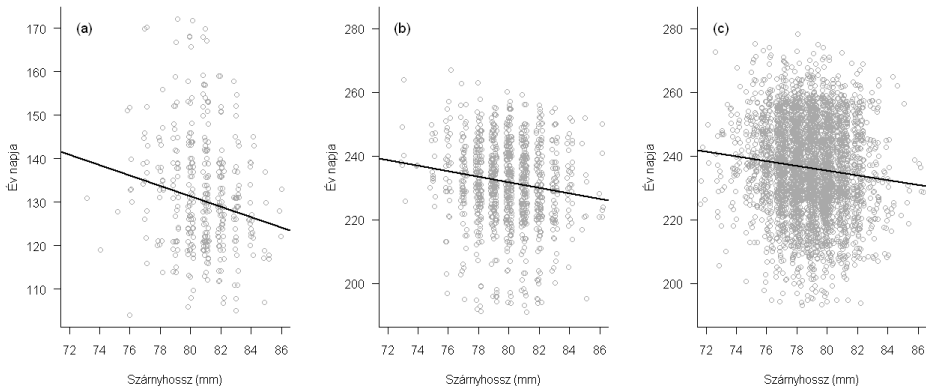 (a)
170
160
150
140
130
120
110
Év napja
72 74 76 78 80 82 84 86
Szárnyhossz (mm)
(b)
280
260
240
220
200
Év napja
72 74 76 78 80 82 84 86
Szárnyhossz (mm)
(c)
280
260
240
220
200
Év napja
72 74 76 78 80 82 84 86
Szárnyhossz (mm)